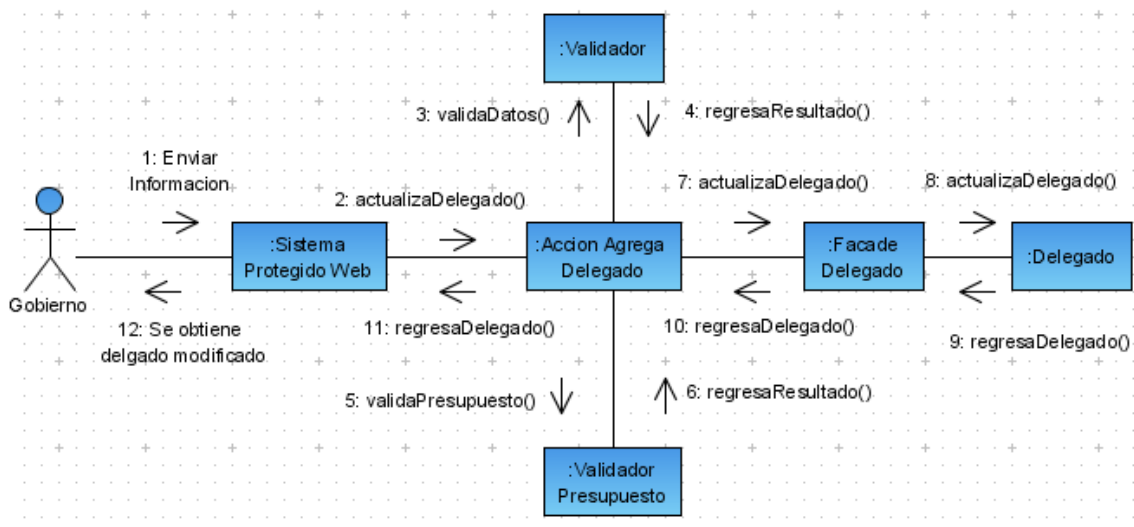 :Validador
3: validaDatos()
4: regresaResultado()
1: Enviar
Informacion
2: actualizaDelegado()
7: actualizaDelegado()
8: actualizaDelegado()
:Sistema
Protegido Web
:Accion Agrega
Delegado
:Facade
Delegado
:Delegado
Gobierno
12: Se obtiene
delgado modificado
11: regresaDelegado()
10: regresaDelegado()
9: regresaDelegado()
5: validaPresupuesto()
6: regresaResultado()
:Validador
Presupuesto